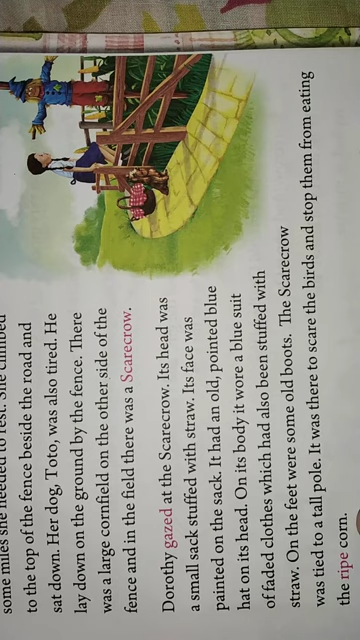 some miles she needed to rest. She climbed
to the top of the fence beside the road and
sat down. Her dog, Toto, was also tired. He
lay down on the ground by the fence. There
was a large cornfield on the other side of the
fence and in the field there was a Scarecrow.
Dorothy gazed at the Scarecrow. Its head was
a small sack stuffed with straw. Its face was
painted on the sack. It had an old, pointed blue
hat on its head. On its body it wore a blue suit
of faded clothes which had also been stuffed with
straw. On the feet were some old boots. The Scarecrow
was tied to a tall pole. It was there to scare the birds and stop them from eating
the ripe corn.